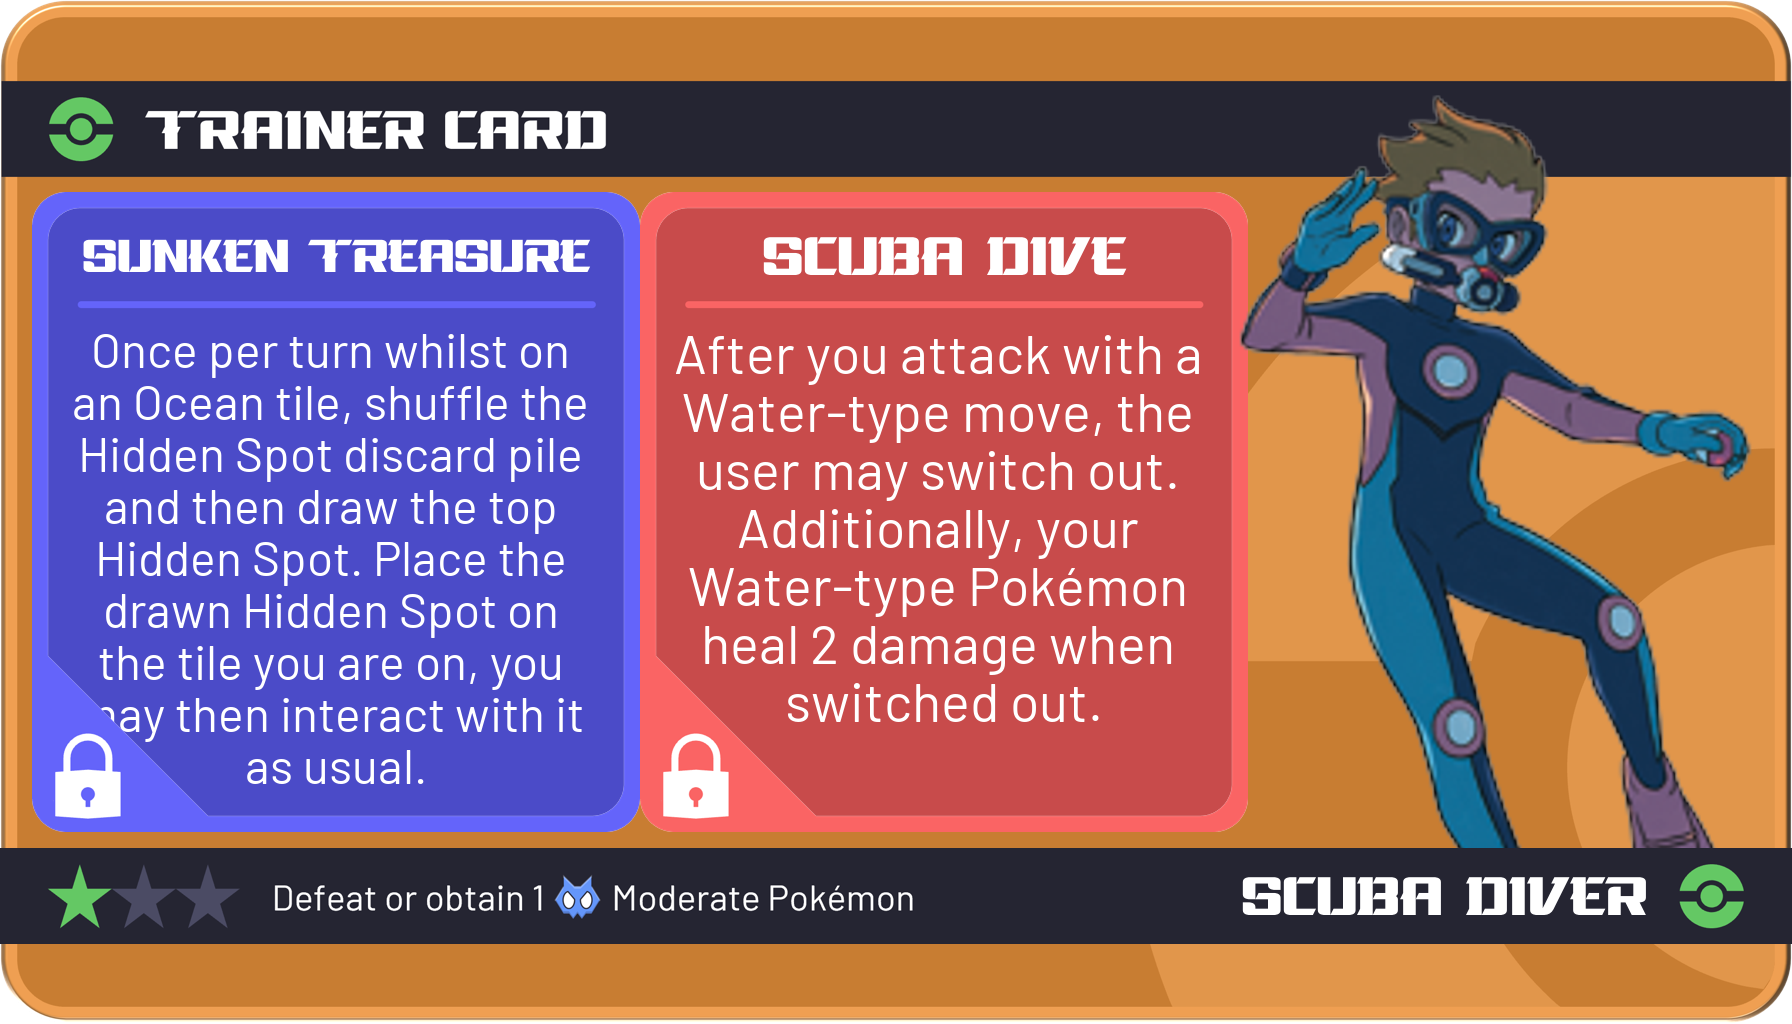 TRAINER CARD
SUNKEN TREASURE
Once per turn whilst on
an Ocean tile, shuffle the
Hidden Spot discard pile
and then draw the top
Hidden Spot. Place the
drawn Hidden Spot on
the tile you are on, you
may then interact with it
as usual.
SCUBA DIVE
After you attack with a
Water-type move, the
user may switch out.
Additionally, your
Water-type Pokémon
heal 2 damage when
switched out.
Defeat or obtain 1 Moderate Pokémon
SCUBA DIVER